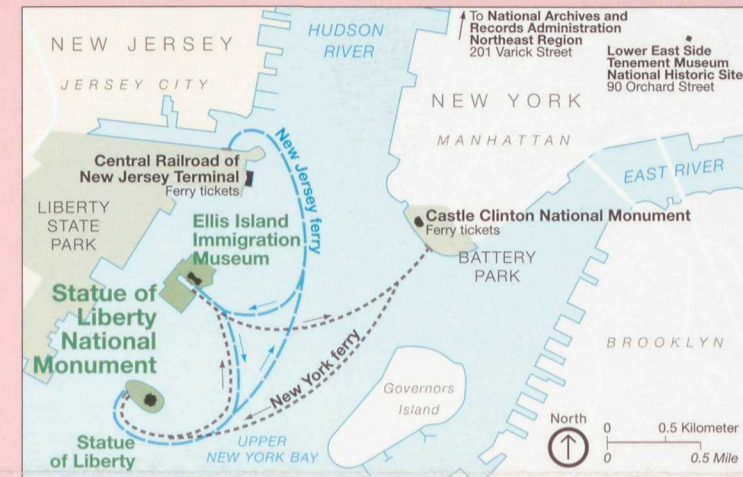 NEW JERSEY
JERSEY CITY
HUDSON
RIVER
To National Archives and
Records Administration
Northeast Region
201 Varick Street
Lower East Side
Tenement Museum
National Historic Site
90 Orchard Street
NEW YORK
MANHATTAN
EAST RIVER
Central Railroad of
New Jersey Terminal
Ferry tickets
New Jersey ferry
LIBERTY
STATE
PARK
Ellis Island
Immigration
Museum
Castle Clinton National Monument
Ferry tickets
BATTERY
PARK
Statue of
Liberty
National
Monument
New York ferry
Governors
Island
BROOKLYN
Statue
of Liberty
UPPER
NEW YORK BAY
North
0 0.5 Kilometer
0 0.5 Mile